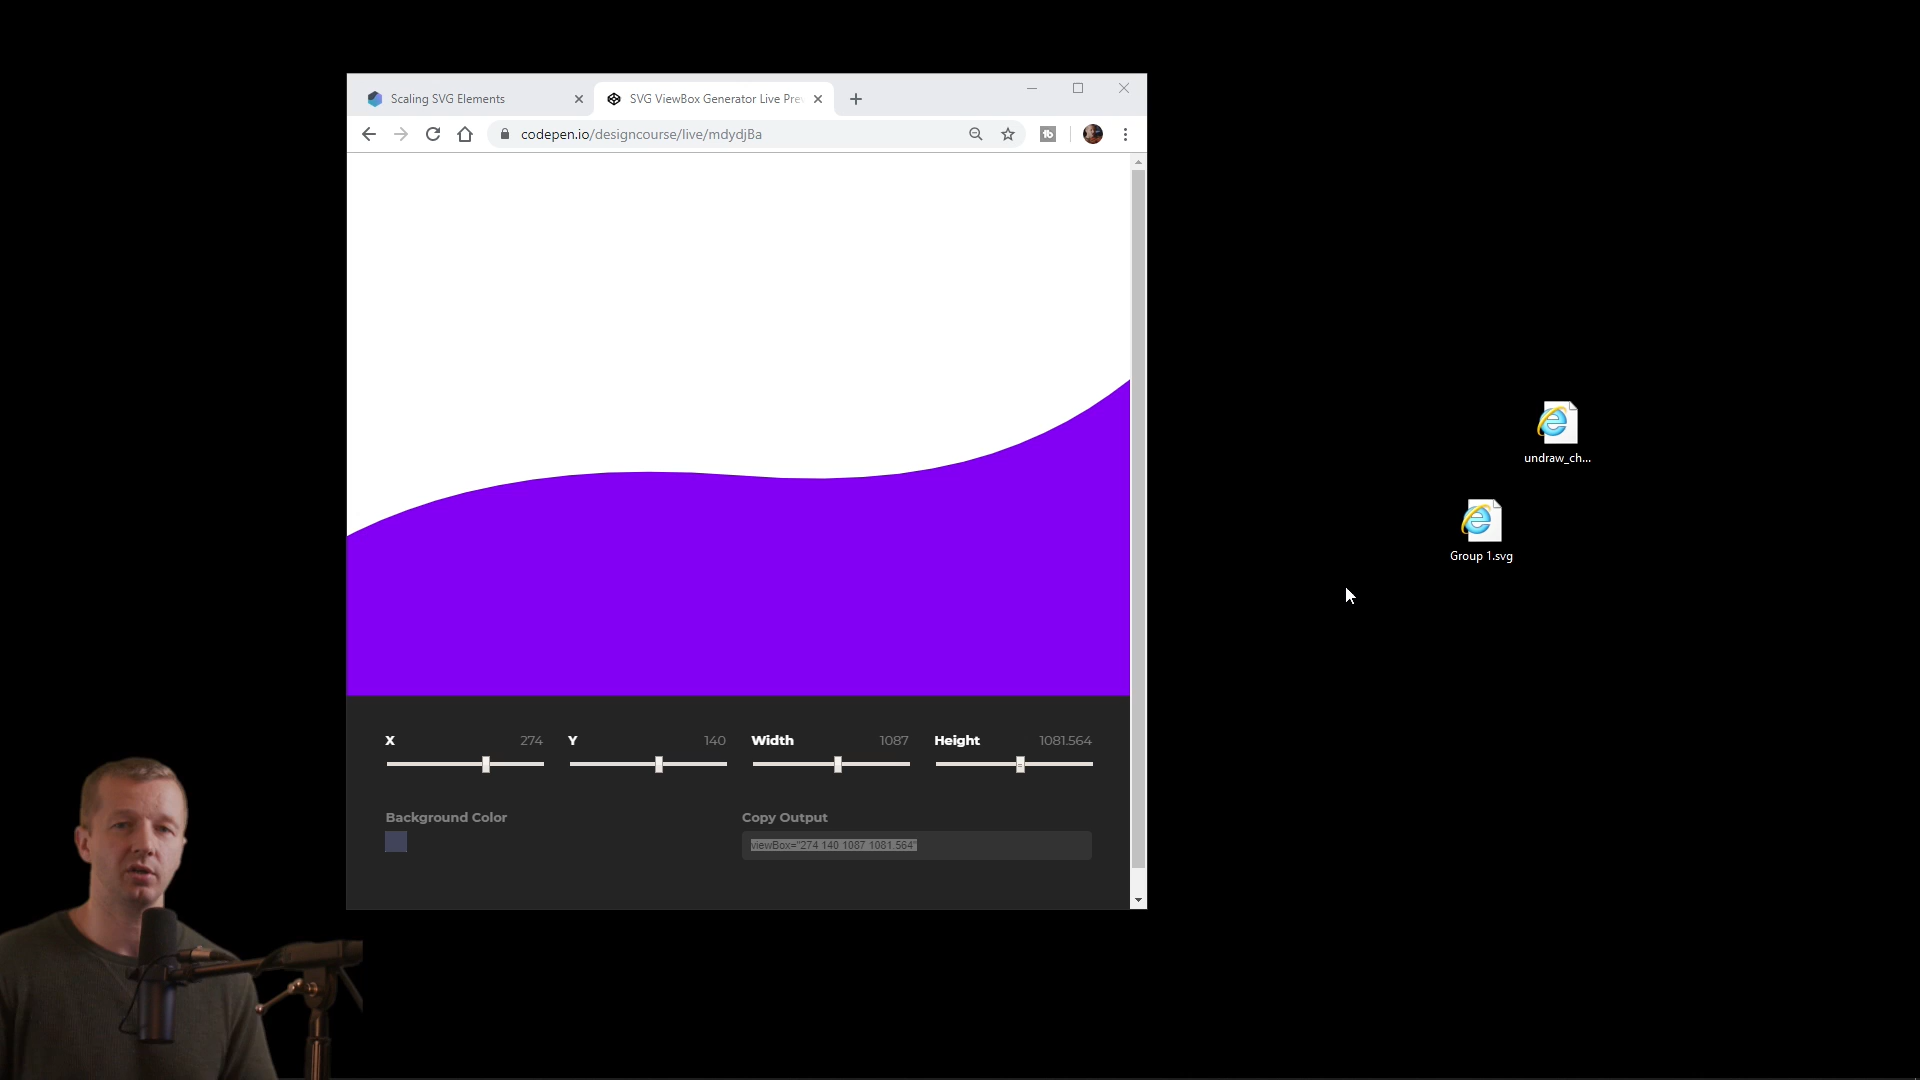 Scaling SVG Elements
SVG ViewBox Generator Live Prev
codepen.io/designcourse/live/mdydjBa
undraw_ch...
Group 1.svg
X 274 Y 140 Width 1087 Height 1081.564
Background Color
Copy Output
viewBox="274 140 1087 1081.564"